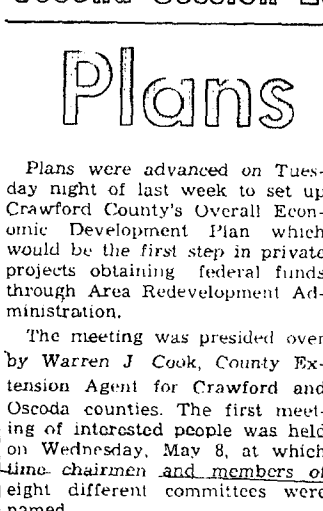 Plans
Plans were advanced on Tues-
day night of last week to set up
Crawford County's Overall Econ-
omic Development Plan which
would be the first step in private
projects obtaining federal funds
through Area Redevelopment Ad-
ministration.
The meeting was presided over
by Warren J Cook, County Ex-
tension Agent for Crawford and
Oscoda counties. The first meet-
ing of interested people was held
on Wednesday, May 8, at which
time chairmen and members of
eight different committees were
named